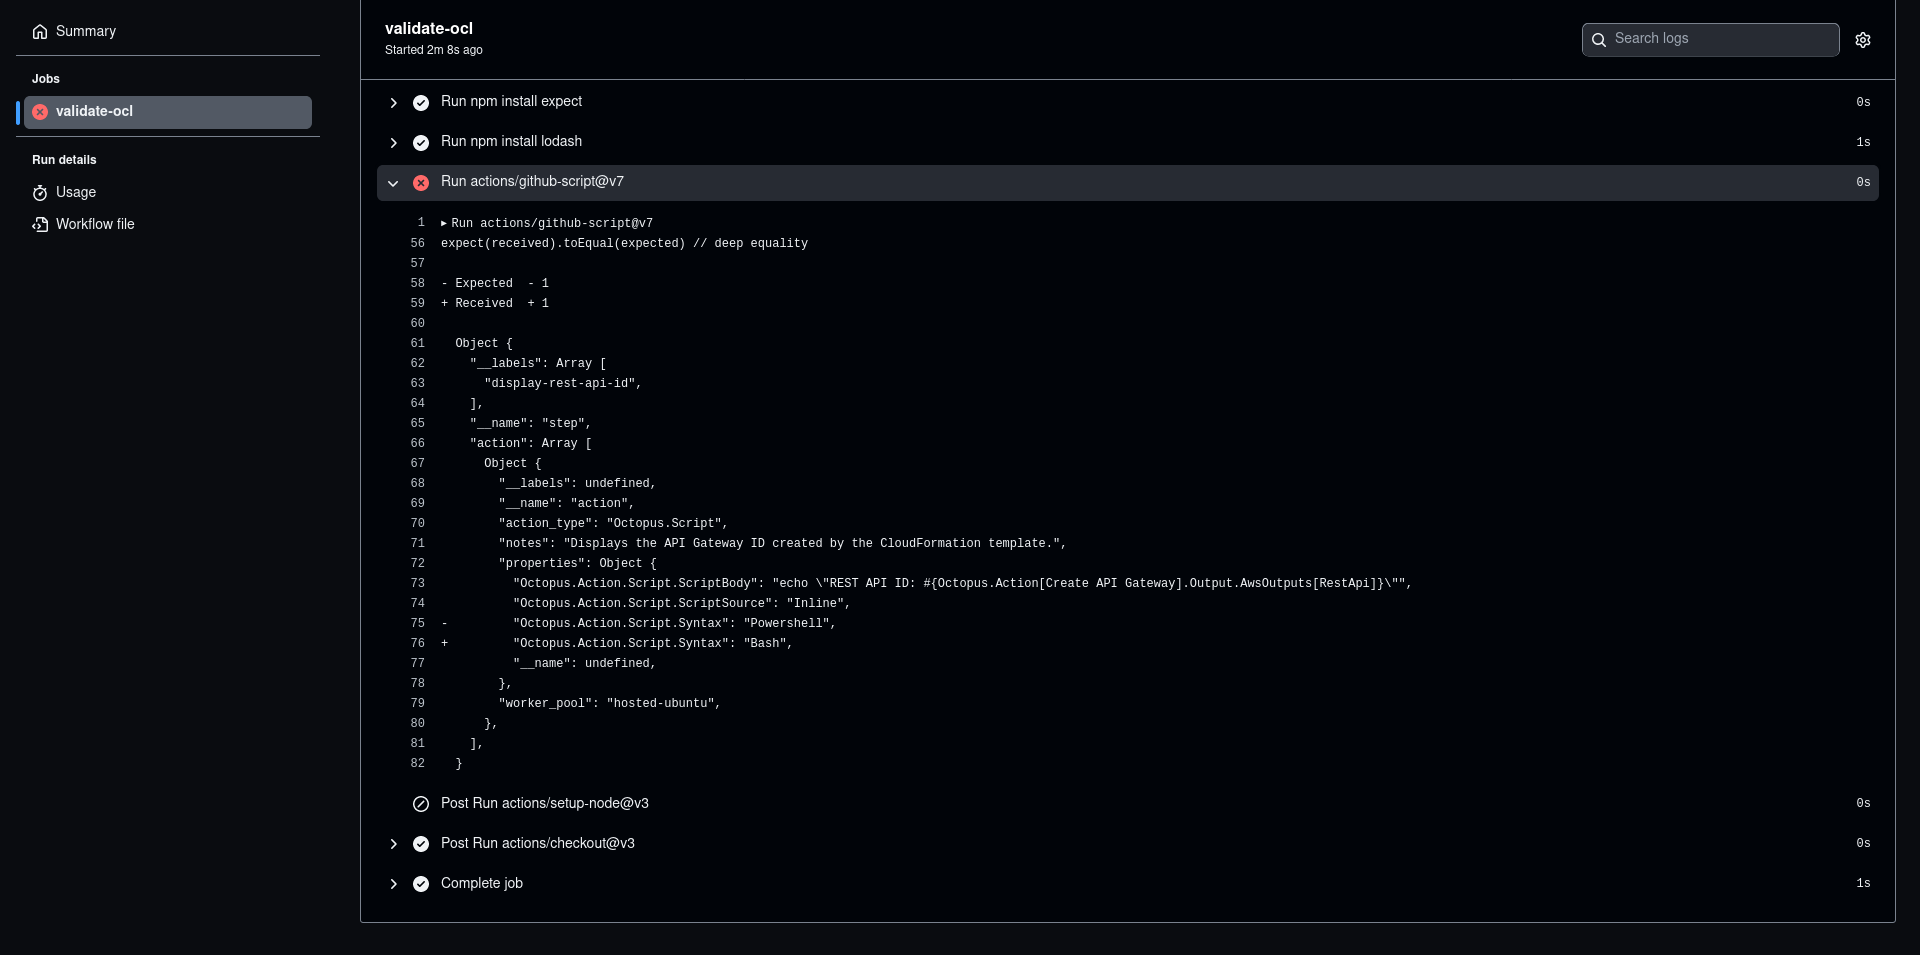 Summary
Jobs
validate-ocl
Run details
Usage
Workflow file
validate-ocl
Started 2m 8s ago
Search logs
Run npm install expect 0s
Run npm install lodash 1s
Run actions/github-script@v7 0s
1 ▸ Run actions/github-script@v7
56 expect(received).toEqual(expected) // deep equality
57
58 - Expected  - 1
59 + Received  + 1
60
61   Object {
62     "__labels": Array [
63       "display-rest-api-id",
64     ],
65     "__name": "step",
66     "action": Array [
67       Object {
68         "__labels": undefined,
69         "__name": "action",
70         "action_type": "Octopus.Script",
71         "notes": "Displays the API Gateway ID created by the CloudFormation template.",
72         "properties": Object {
73           "Octopus.Action.Script.ScriptBody": "echo \"REST API ID: #{Octopus.Action[Create API Gateway].Output.AwsOutputs[RestApi]}\"",
74           "Octopus.Action.Script.ScriptSource": "Inline",
75 -         "Octopus.Action.Script.Syntax": "Powershell",
76 +         "Octopus.Action.Script.Syntax": "Bash",
77           "__name": undefined,
78         },
79         "worker_pool": "hosted-ubuntu",
80       },
81     ],
82   }
Post Run actions/setup-node@v3 0s
Post Run actions/checkout@v3 0s
Complete job 1s